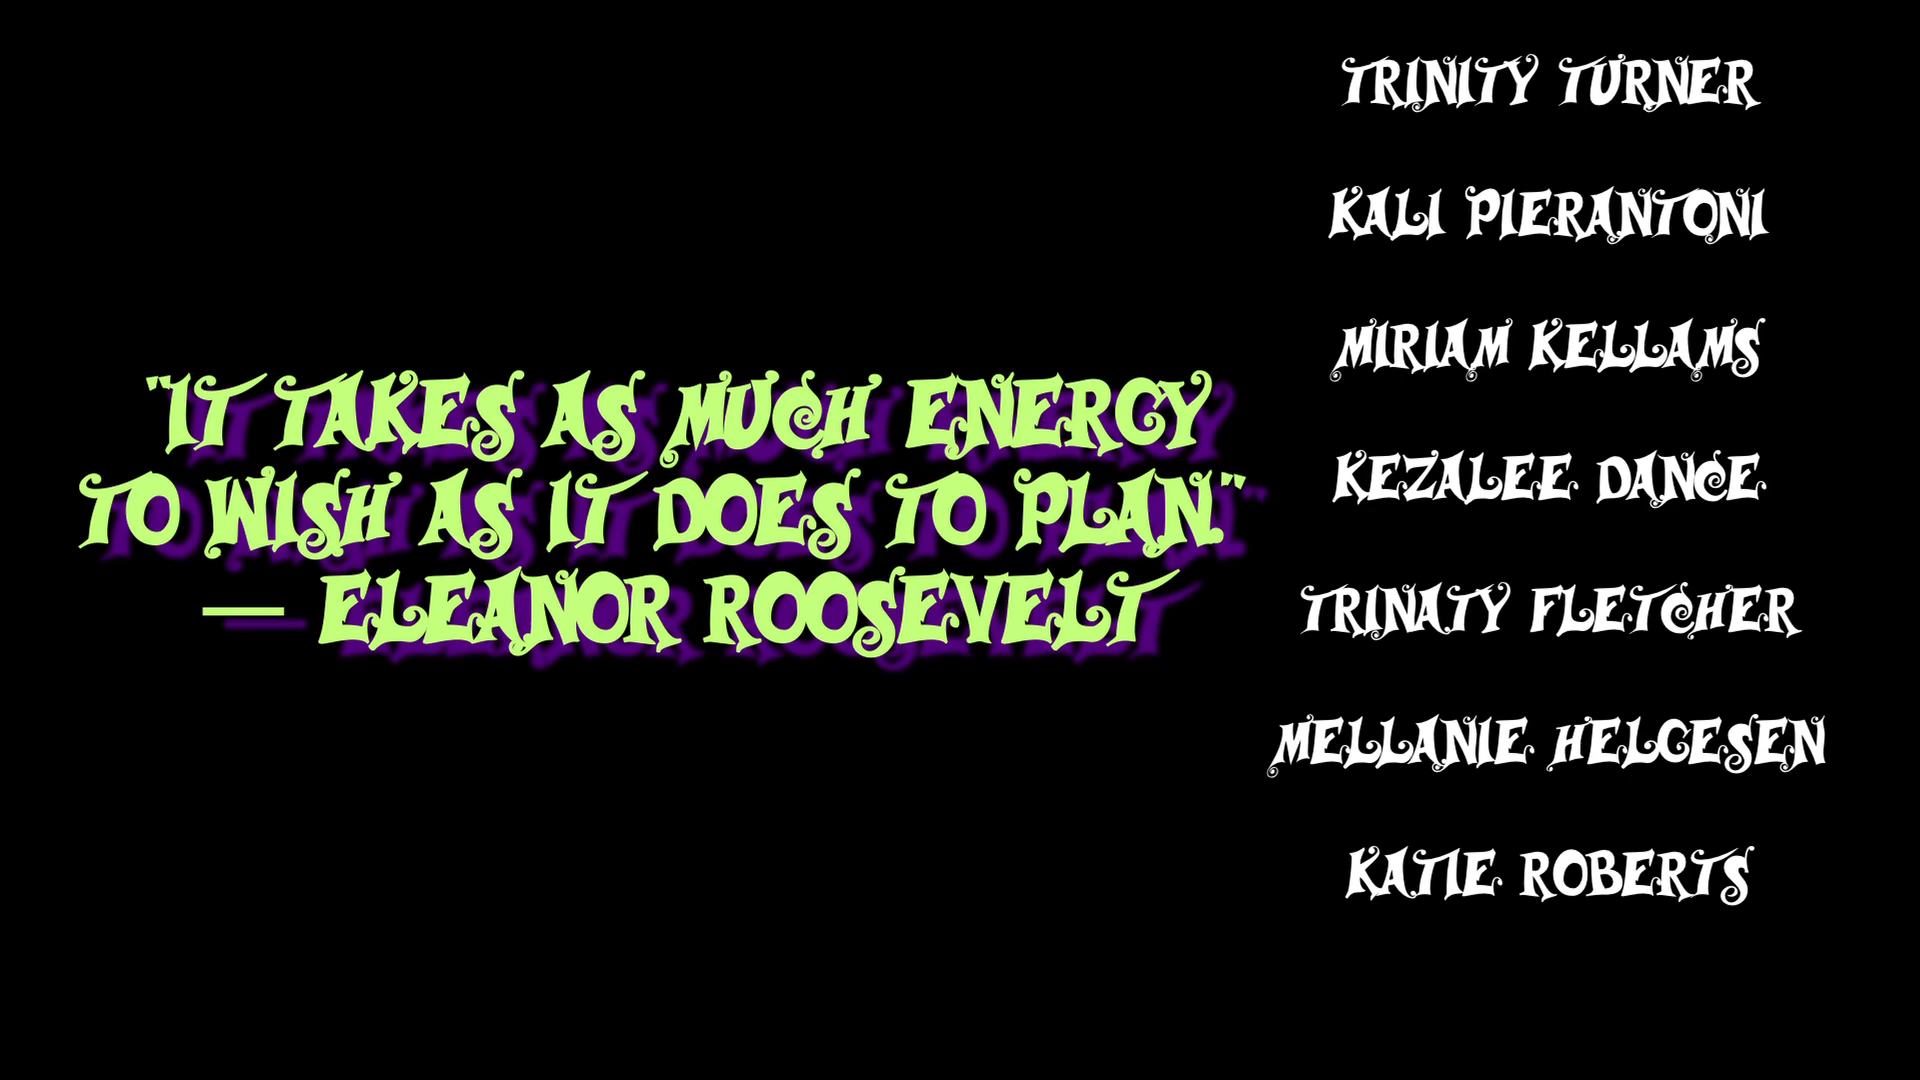 "IT TAKES AS MUCH ENERGY
TO WISH AS IT DOES TO PLAN."
— ELEANOR ROOSEVELT
TRINITY TURNER
KALI PIERANTONI
MIRIAM KELLAMS
KEZALEE DANCE
TRINATY FLETCHER
MELLANIE HELGESEN
KATIE ROBERTS